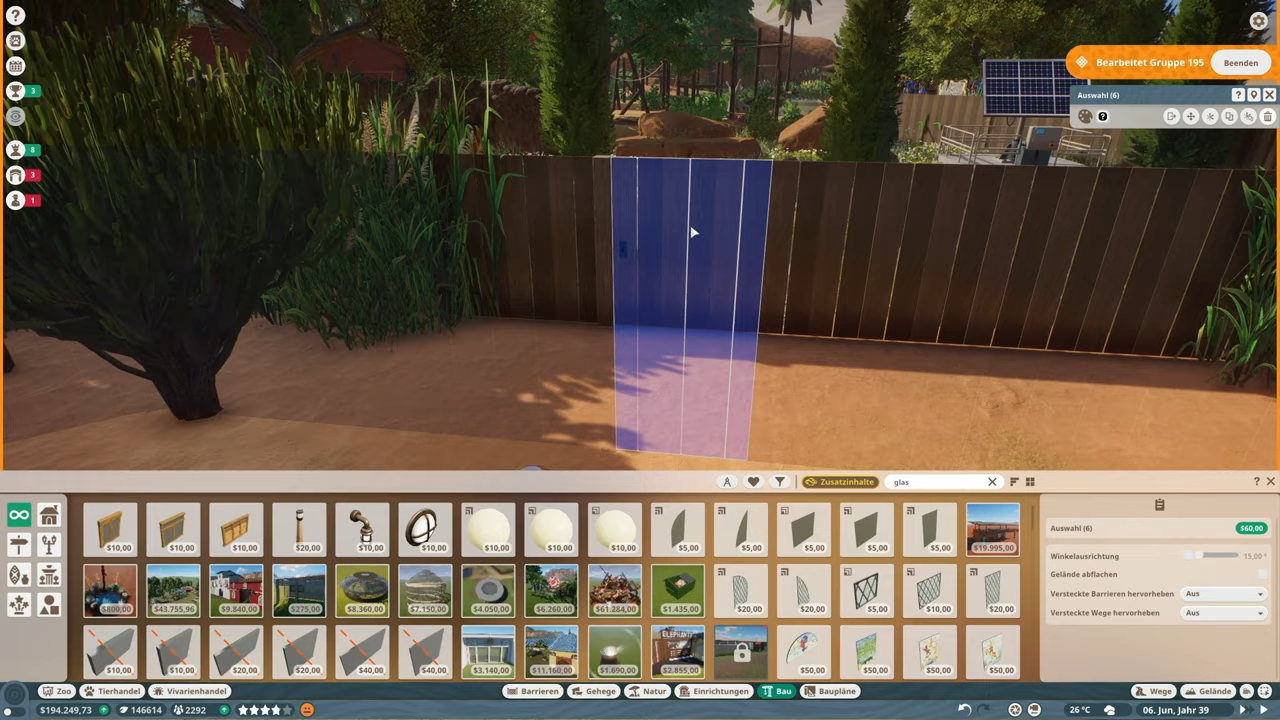 Bearbeitet Gruppe 195
Beenden
Auswahl (6)
3
8
3
1
Zusatzinhalte
glas
$10,00 $10,00 $10,00 $20,00 $10,00 $10,00 $10,00 $10,00 $10,00 $5,00 $5,00 $5,00 $5,00 $5,00 $19.995,00
$800,00 $43.755,96 $9.840,00 $275,00 $8.360,00 $7.150,00 $4.050,00 $6.260,00 $61.284,00 $1.435,00 $20,00 $20,00 $5,00 $10,00 $20,00
ELEPHANTS
$10,00 $10,00 $20,00 $20,00 $40,00 $40,00 $3.140,00 $11.160,00 $1.690,00 $2.855,00 $50,00 $50,00 $50,00 $50,00
Auswahl (6)
$60,00
Winkelausrichtung
15,00 °
Gelände abflachen
Versteckte Barrieren hervorheben
Aus
Versteckte Wege hervorheben
Aus
Zoo
Tierhandel
Vivarienhandel
Barrieren
Gehege
Natur
Einrichtungen
Bau
Baupläne
Wege
Gelände
$194.249,73
146614
2292
26 °C
06. Jun, Jahr 39